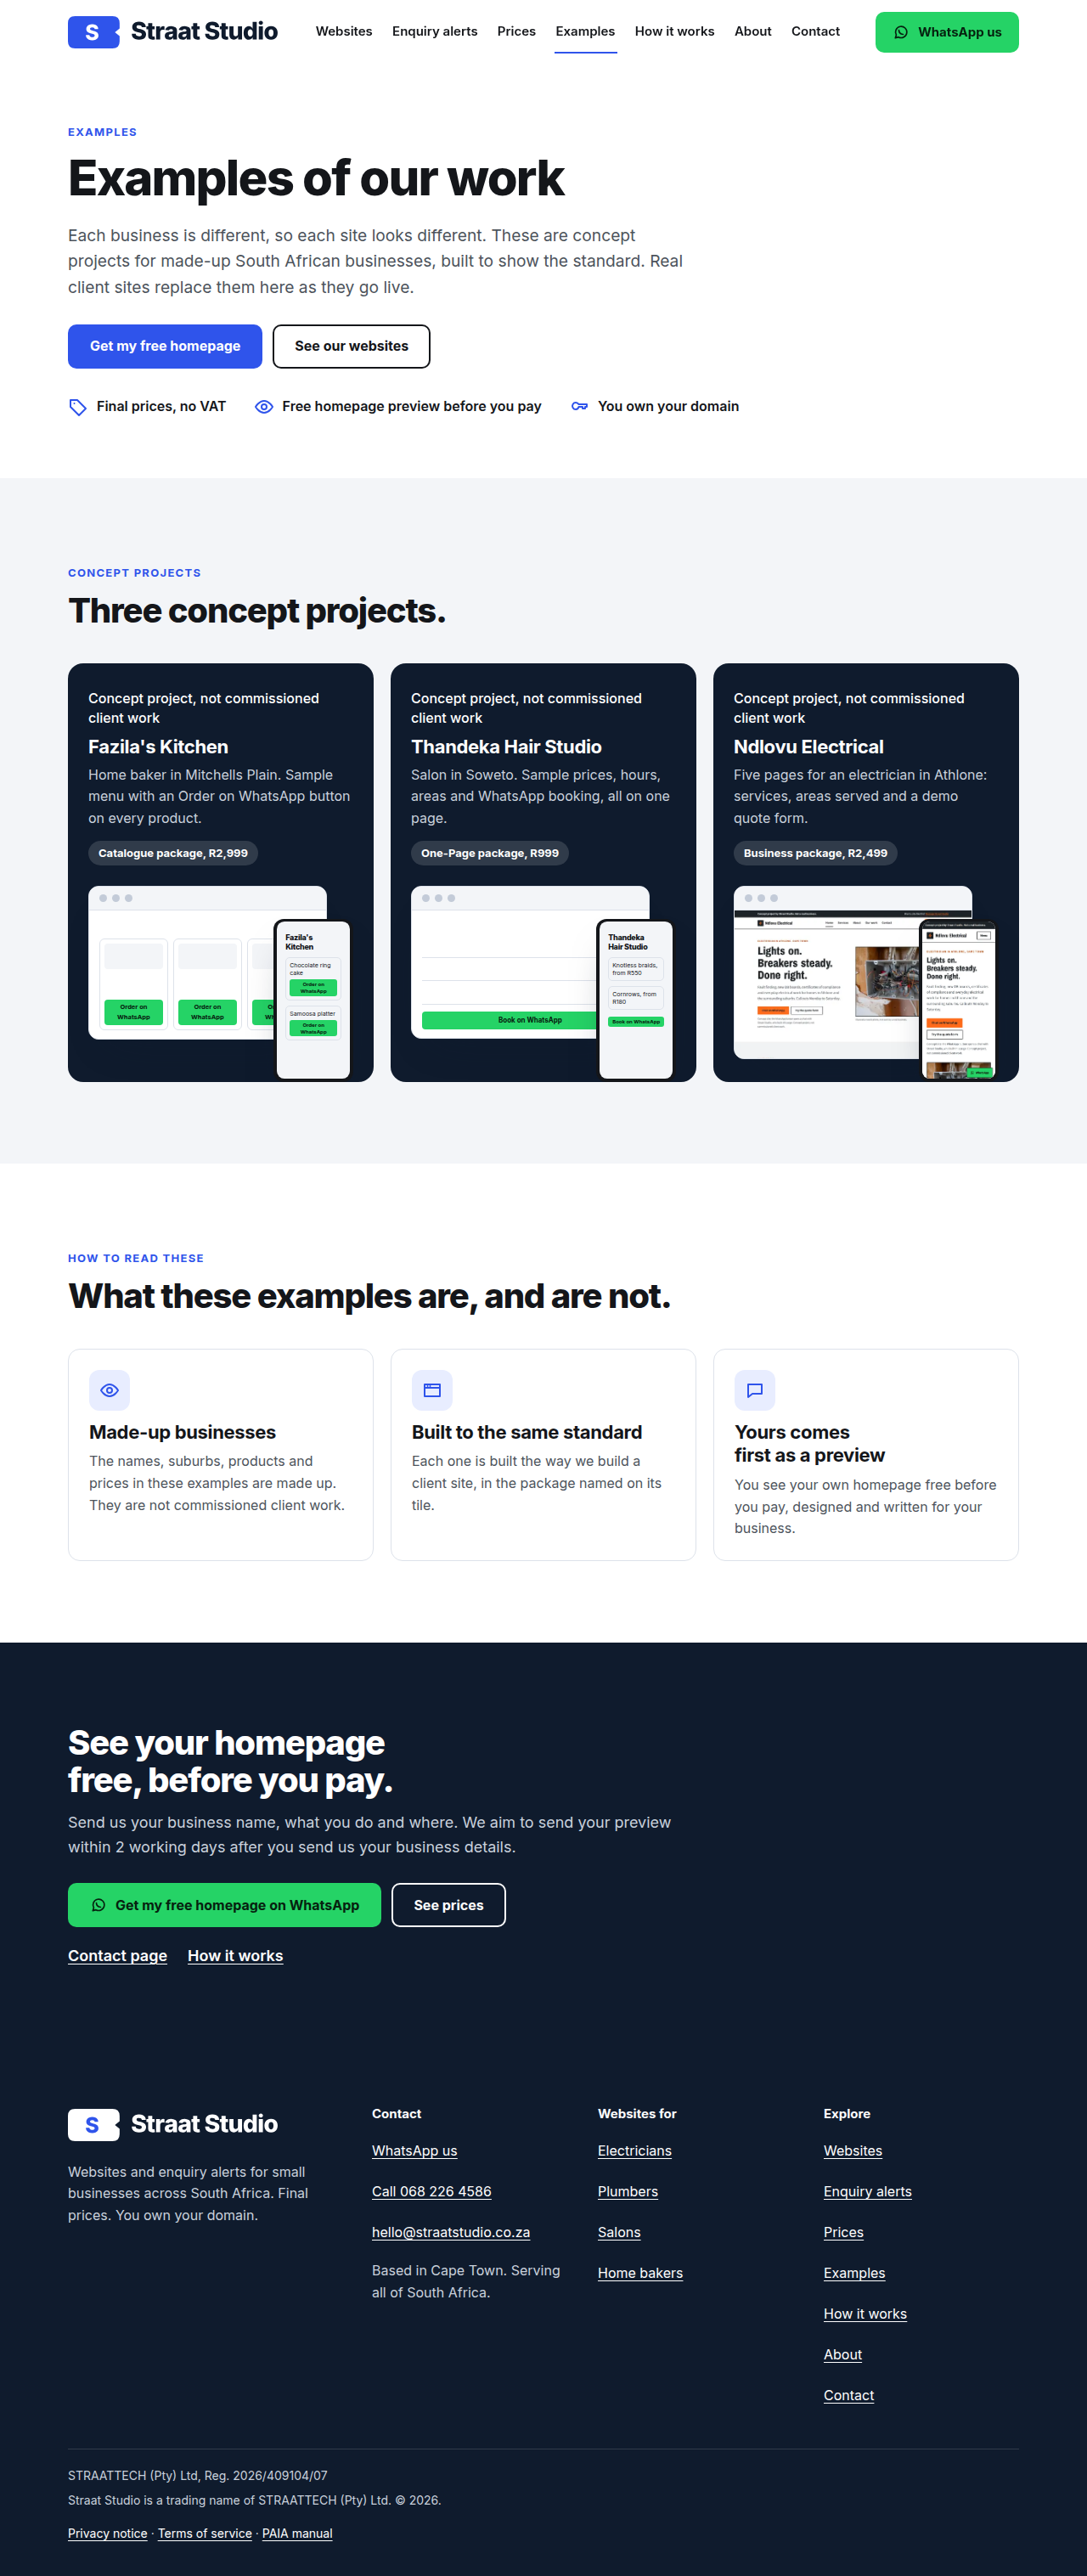 S Straat Studio
Websites Enquiry alerts Prices Examples How it works About Contact WhatsApp us
EXAMPLES
Examples of our work
Each business is different, so each site looks different. These are concept
projects for made-up South African businesses, built to show the standard. Real
client sites replace them here as they go live.
Get my free homepage See our websites
Final prices, no VAT Free homepage preview before you pay You own your domain
CONCEPT PROJECTS
Three concept projects.
Concept project, not commissioned
client work
Fazila's Kitchen
Home baker in Mitchells Plain. Sample
menu with an Order on WhatsApp button
on every product.
Catalogue package, R2,999
Order on
WhatsApp
Order on
WhatsApp
Fazila's
Kitchen
Chocolate ring
cake
Order on
WhatsApp
Samoosa platter
Order on
WhatsApp
Concept project, not commissioned
client work
Thandeka Hair Studio
Salon in Soweto. Sample prices, hours,
areas and WhatsApp booking, all on one
page.
One-Page package, R999
Book on WhatsApp
Thandeka
Hair Studio
Knotless braids,
from R550
Cornrows, from
R180
Book on WhatsApp
Concept project, not commissioned
client work
Ndlovu Electrical
Five pages for an electrician in Athlone:
services, areas served and a demo
quote form.
Business package, R2,499
Ndlovu Electrical
Lights on.
Breakers steady.
Done right.
Ndlovu Electrical
Lights on.
Breakers steady.
Done right.
HOW TO READ THESE
What these examples are, and are not.
Made-up businesses
The names, suburbs, products and
prices in these examples are made up.
They are not commissioned client work.
Built to the same standard
Each one is built the way we build a
client site, in the package named on its
tile.
Yours comes
first as a preview
You see your own homepage free before
you pay, designed and written for your
business.
See your homepage
free, before you pay.
Send us your business name, what you do and where. We aim to send your preview
within 2 working days after you send us your business details.
Get my free homepage on WhatsApp See prices
Contact page How it works
S Straat Studio
Websites and enquiry alerts for small
businesses across South Africa. Final
prices. You own your domain.
Contact
WhatsApp us
Call 068 226 4586
hello@straatstudio.co.za
Based in Cape Town. Serving
all of South Africa.
Websites for
Electricians
Plumbers
Salons
Home bakers
Explore
Websites
Enquiry alerts
Prices
Examples
How it works
About
Contact
STRAATTECH (Pty) Ltd, Reg. 2026/409104/07
Straat Studio is a trading name of STRAATTECH (Pty) Ltd. © 2026.
Privacy notice · Terms of service · PAIA manual